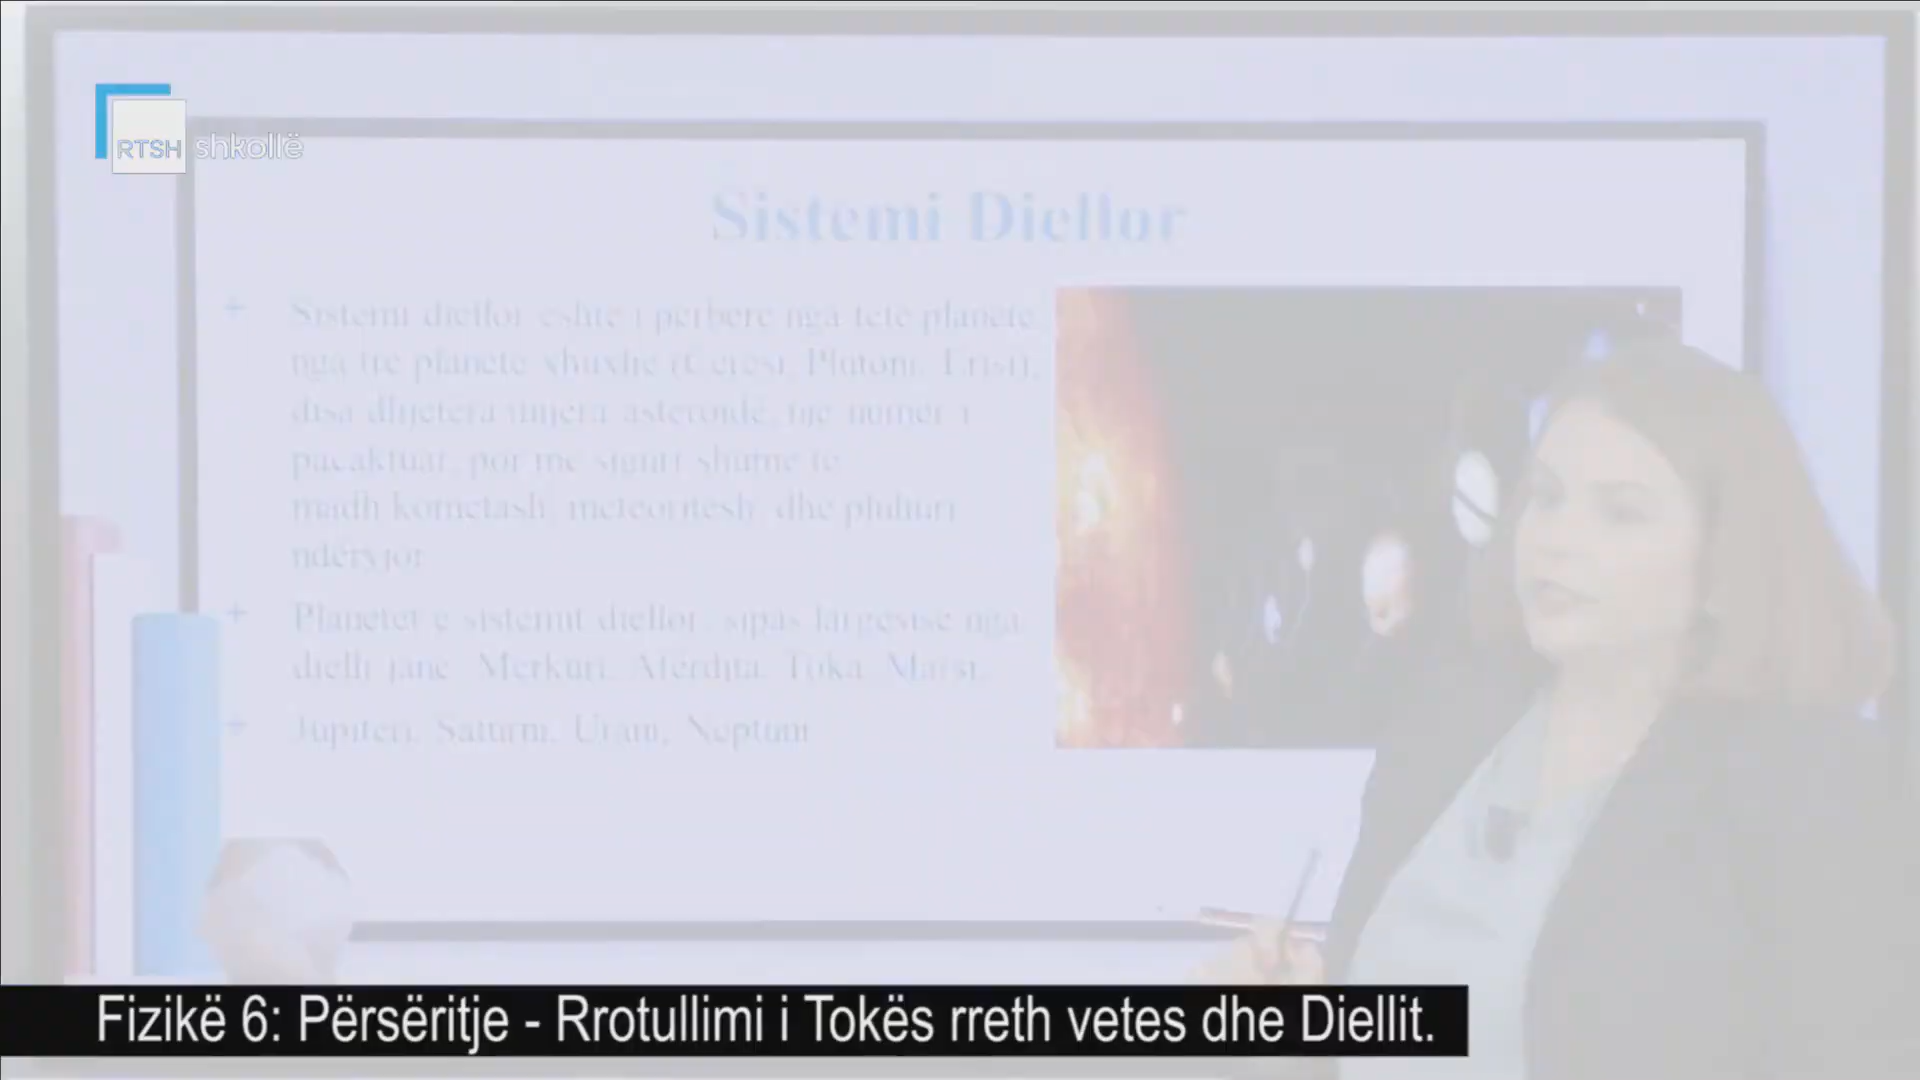 RTSH shkollë
Sistemi Diellor
Sistemi diellor është i përbërë nga tetë planete,
nga tre planete xhuxhe (Ceresi, Plutoni, Erisi),
disa dhjetëra mijëra asteroidë, një numër i
pacaktuar, por me siguri shumë të
madh kometash, meteoritësh, dhe pluhuri
ndëryjor
Planetet e sistemit diellor, sipas largësisë nga
dielli janë: Merkuri, Afërdita, Toka, Marsi,
Jupiteri, Saturni, Urani, Neptuni
Fizikë 6: Përsëritje - Rrotullimi i Tokës rreth vetes dhe Diellit.